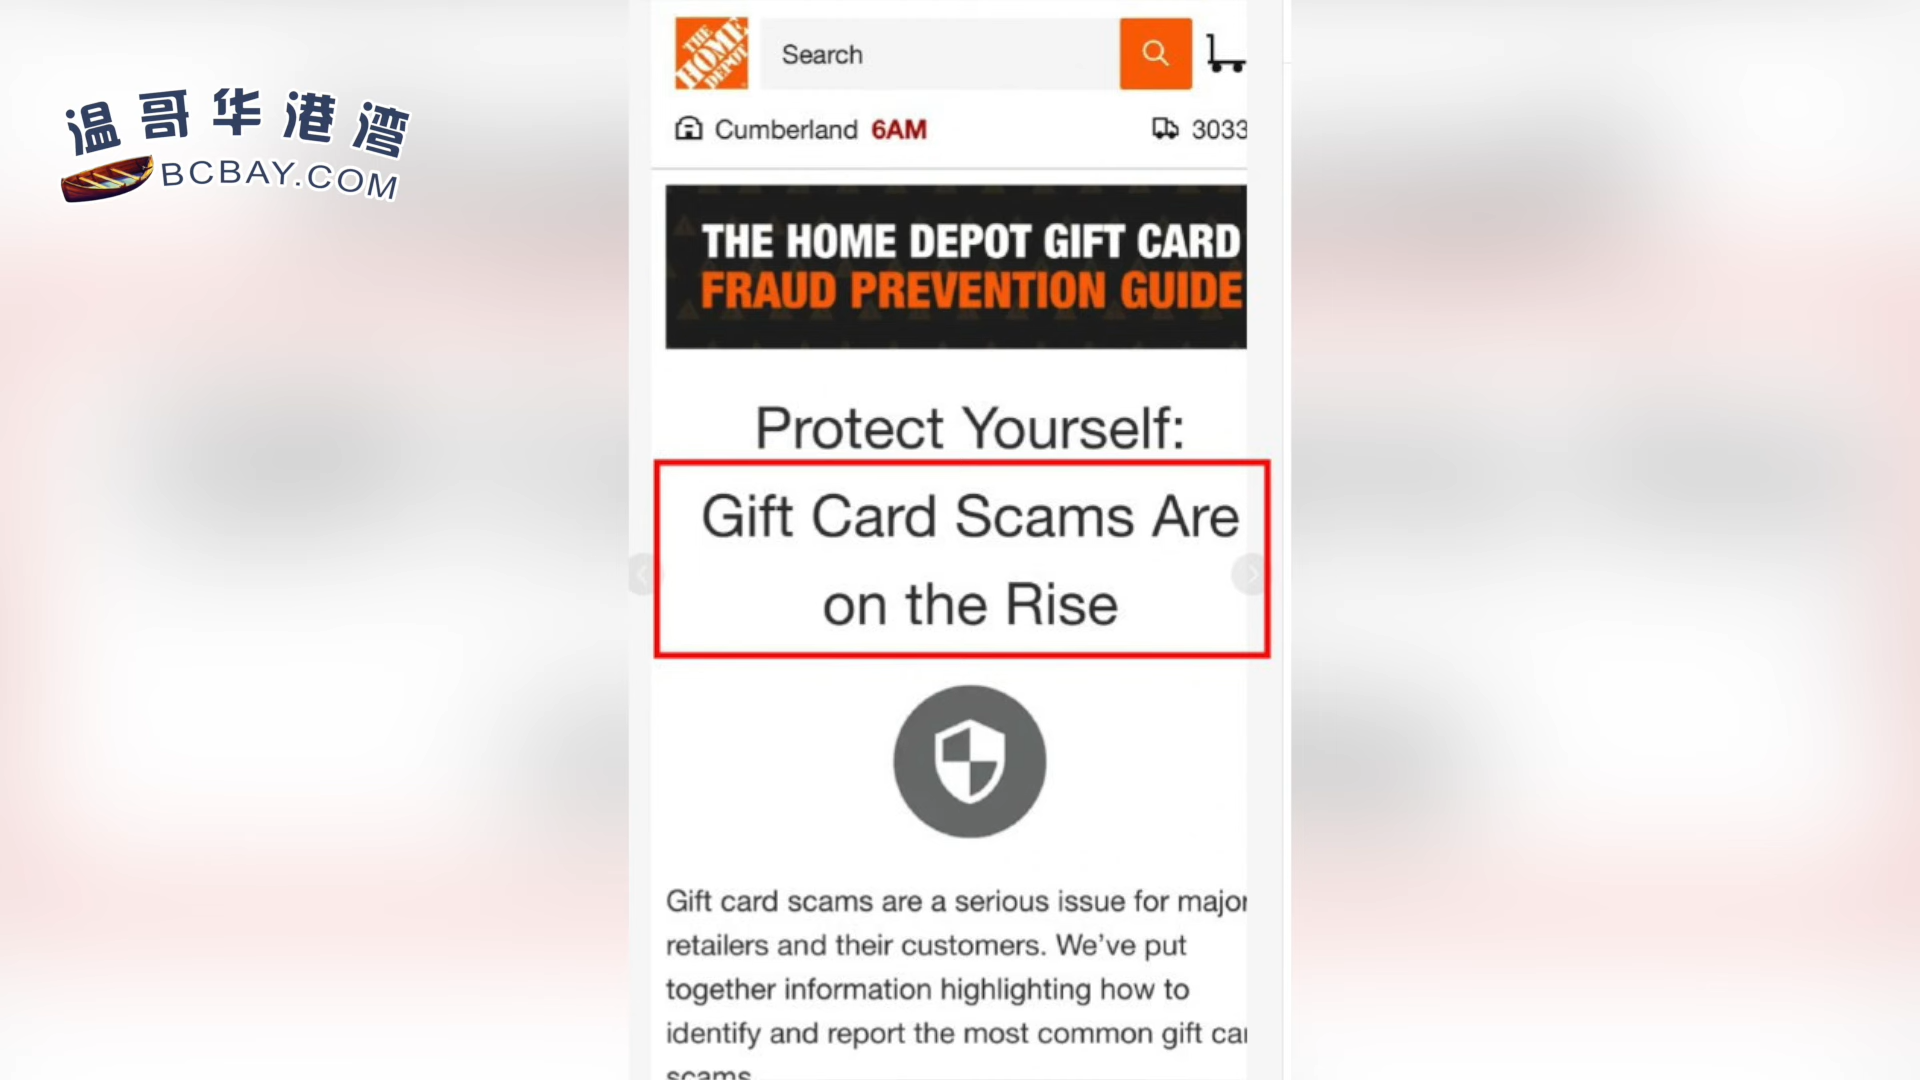 温哥华港湾
BCBAY.COM
THE HOME DEPOT
Search
Cumberland 6AM
3033
THE HOME DEPOT GIFT CARD
FRAUD PREVENTION GUIDE
Protect Yourself:
Gift Card Scams Are
on the Rise
Gift card scams are a serious issue for major
retailers and their customers. We've put
together information highlighting how to
identify and report the most common gift car
scams